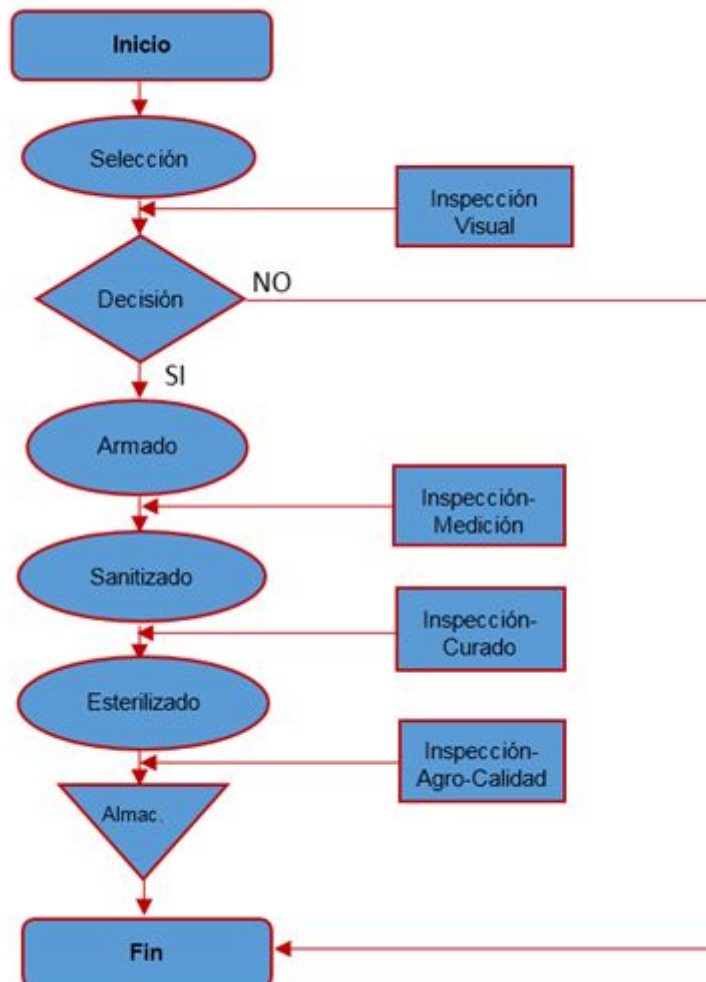 Inicio
Selección
Inspección
Visual
Decisión
NO
SI
Armado
Inspección-
Medición
Sanitizado
Inspección-
Curado
Esterilizado
Inspección-
Agro-Calidad
Almac.
Fin